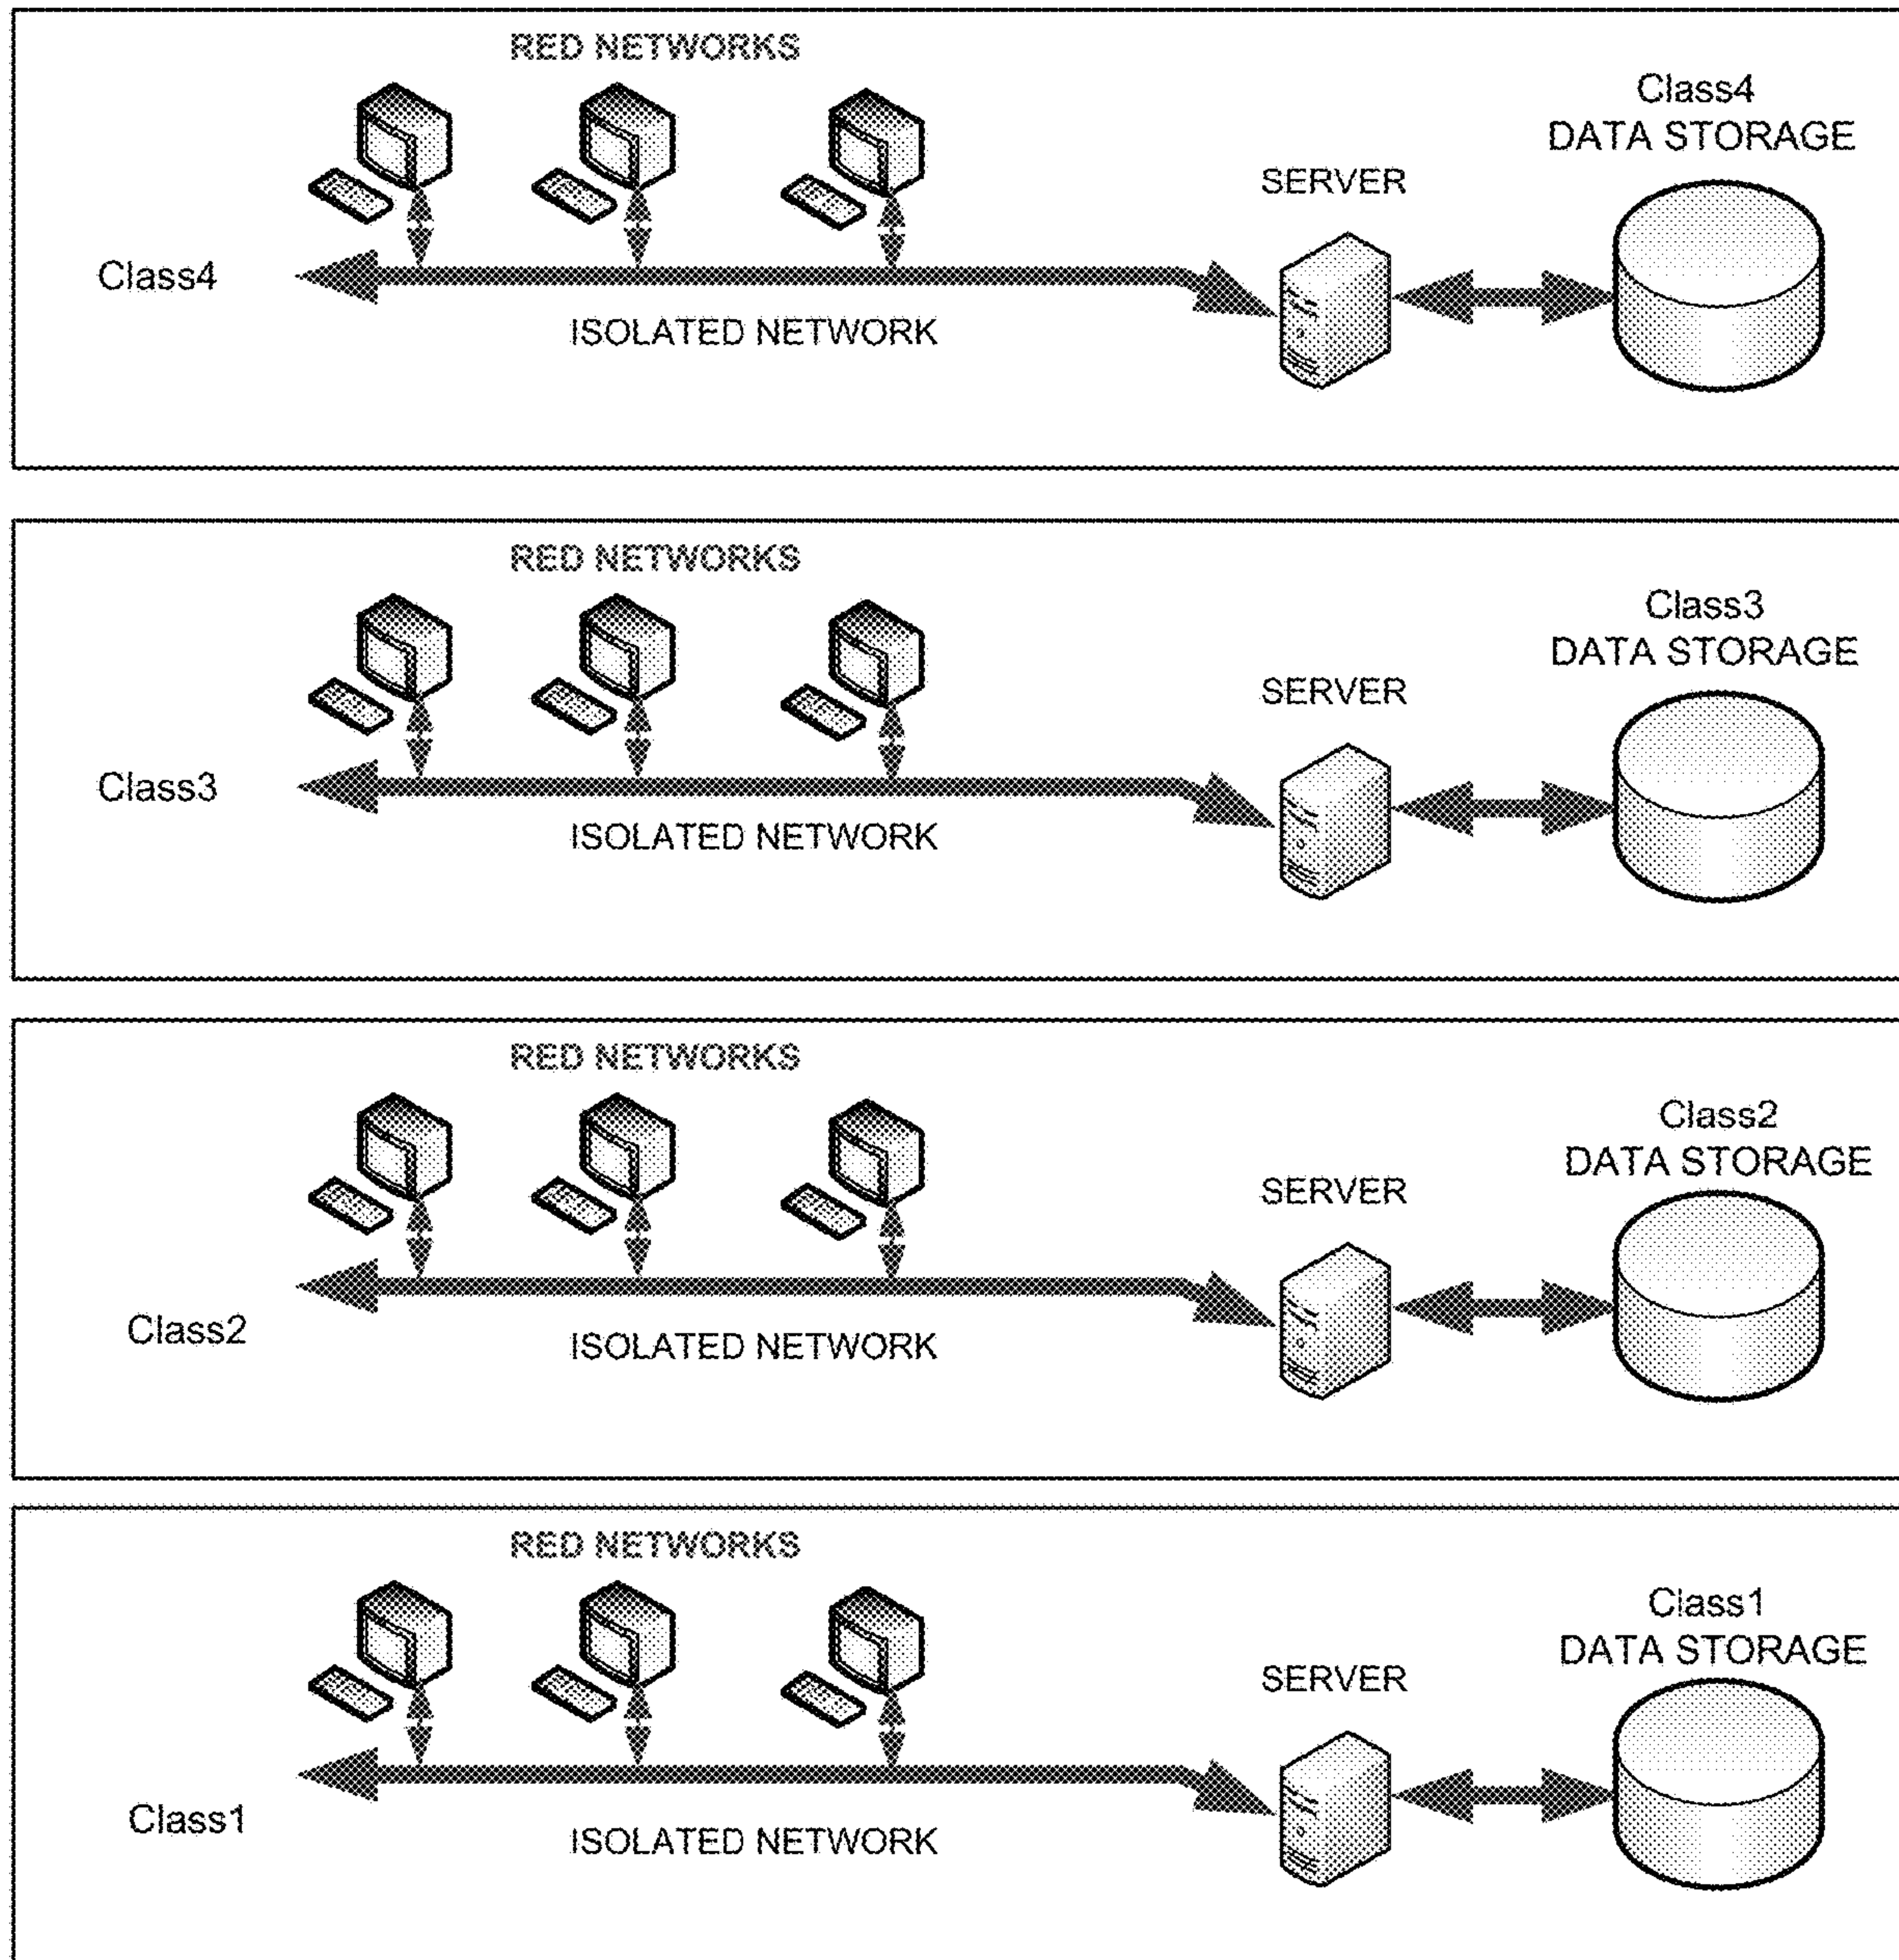 RED NETWORKS
Class4
DATA STORAGE
SERVER
Class4
ISOLATED NETWORK
RED NETWORKS
Class3
DATA STORAGE
SERVER
Class3
ISOLATED NETWORK
RED NETWORKS
Class2
DATA STORAGE
SERVER
Class2
ISOLATED NETWORK
RED NETWORKS
Class1
DATA STORAGE
SERVER
Class1
ISOLATED NETWORK